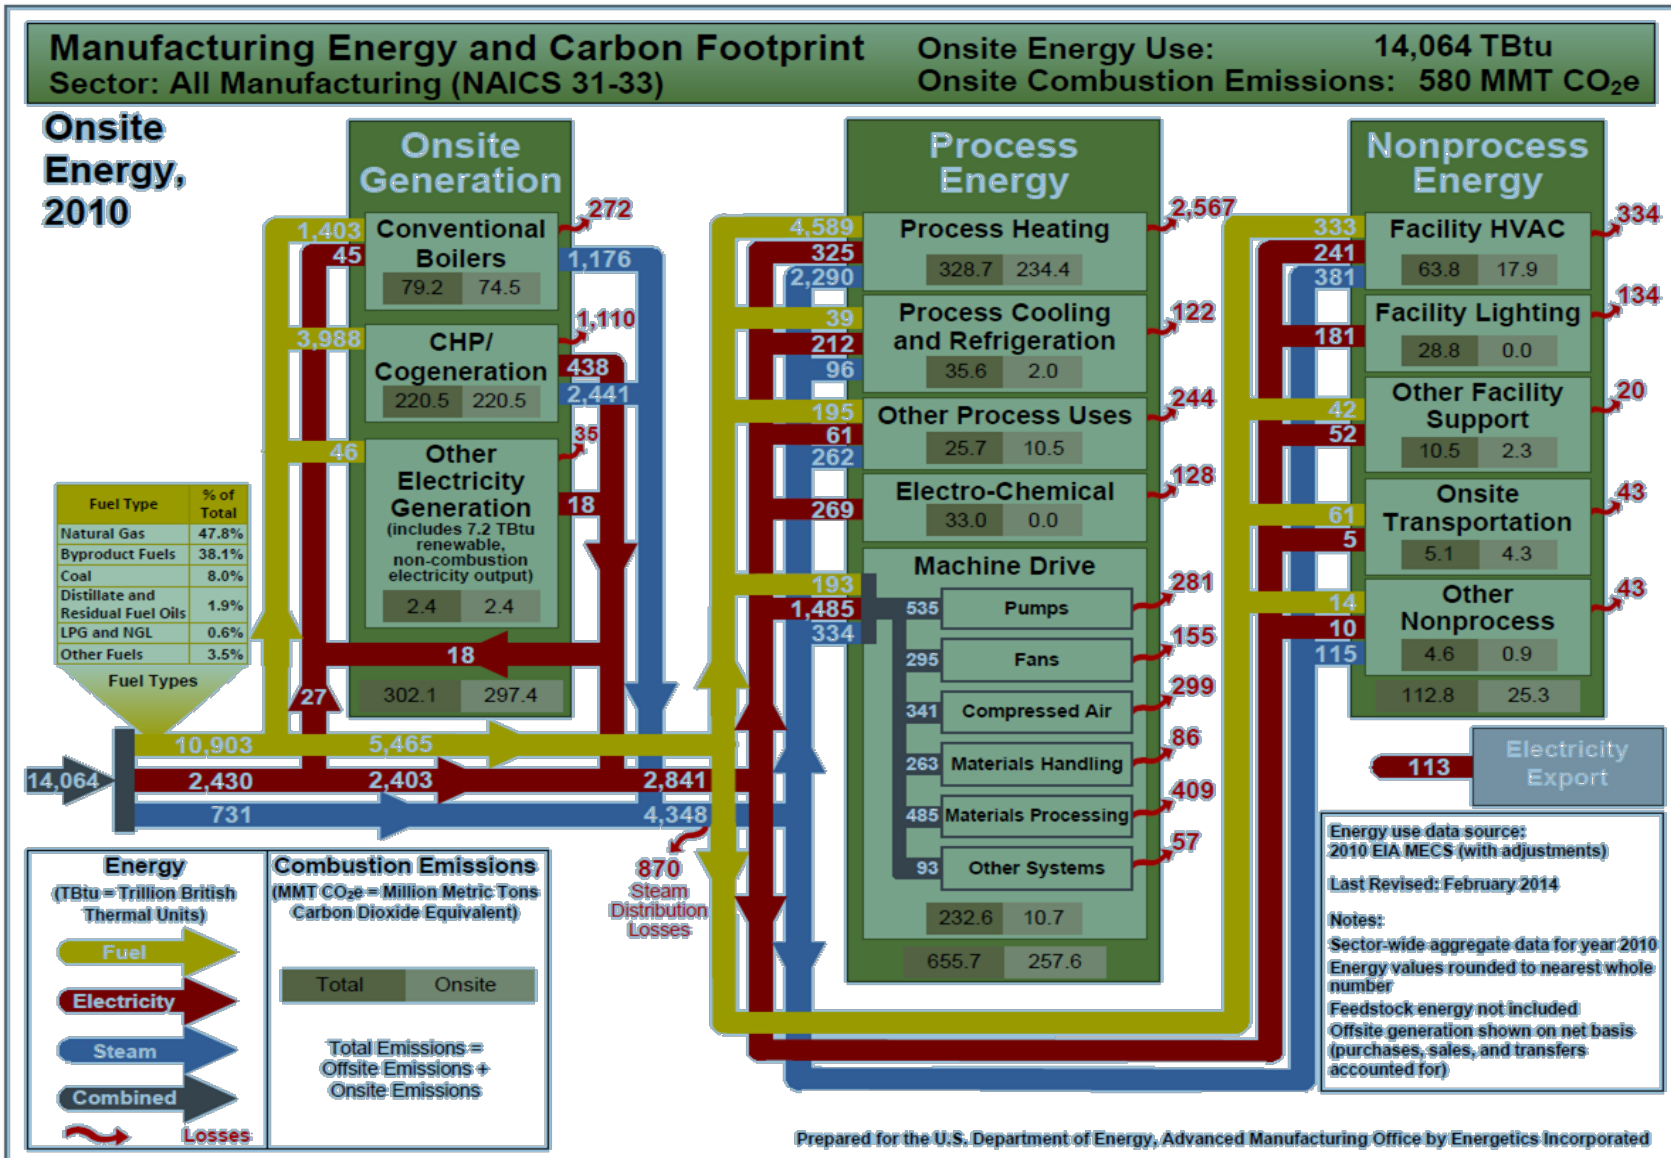 Manufacturing Energy and Carbon Footprint
Sector: All Manufacturing (NAICS 31-33)
Onsite Energy Use: 14,064 TBtu
Onsite Combustion Emissions: 580 MMT CO₂e
Onsite
Energy,
2010
Onsite
Generation
1,403
45
Conventional
Boilers
79.2 74.5
272
1,176
3,988
CHP/
Cogeneration
220.5 220.5
1,110
438
2,441
46
Other
Electricity
Generation
(includes 7.2 TBtu
renewable,
non-combustion
electricity output)
2.4 2.4
35
18
18
27
302.1 297.4
Fuel Type % of
Total
Natural Gas 47.8%
Byproduct Fuels 38.1%
Coal 8.0%
Distillate and
Residual Fuel Oils 1.9%
LPG and NGL 0.6%
Other Fuels 3.5%
Fuel Types
14,064
10,903 5,465
2,430 2,403 2,841
731 4,348
870
Steam
Distribution
Losses
Process
Energy
4,589
325
2,290
Process Heating
328.7 234.4
2,567
39
212
96
Process Cooling
and Refrigeration
35.6 2.0
122
195
61
262
Other Process Uses
25.7 10.5
244
269
Electro-Chemical
33.0 0.0
128
193
1,485
334
Machine Drive
535 Pumps 281
295 Fans 155
341 Compressed Air 299
263 Materials Handling 86
485 Materials Processing 409
93 Other Systems 57
232.6 10.7
655.7 257.6
Nonprocess
Energy
333
241
381
Facility HVAC
63.8 17.9
334
181
Facility Lighting
28.8 0.0
134
42
52
Other Facility
Support
10.5 2.3
20
61
5
Onsite
Transportation
5.1 4.3
43
14
10
115
Other
Nonprocess
4.6 0.9
43
112.8 25.3
113
Electricity
Export
Energy
(TBtu = Trillion British
Thermal Units)
Fuel
Electricity
Steam
Combined
Losses
Combustion Emissions
(MMT CO₂e = Million Metric Tons
Carbon Dioxide Equivalent)
Total Onsite
Total Emissions =
Offsite Emissions +
Onsite Emissions
Energy use data source:
2010 EIA MECS (with adjustments)
Last Revised: February 2014
Notes:
Sector-wide aggregate data for year 2010
Energy values rounded to nearest whole
number
Feedstock energy not included
Offsite generation shown on net basis
(purchases, sales, and transfers
accounted for)
Prepared for the U.S. Department of Energy, Advanced Manufacturing Office by Energetics Incorporated